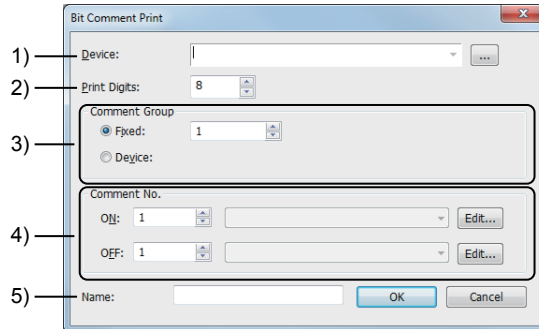 Bit Comment Print
x
1) Device: ...
2) Print Digits: 8
Comment Group
3) Fixed: 1
Device:
Comment No.
4) ON: 1 Edit...
OFF: 1 Edit...
5) Name: OK Cancel